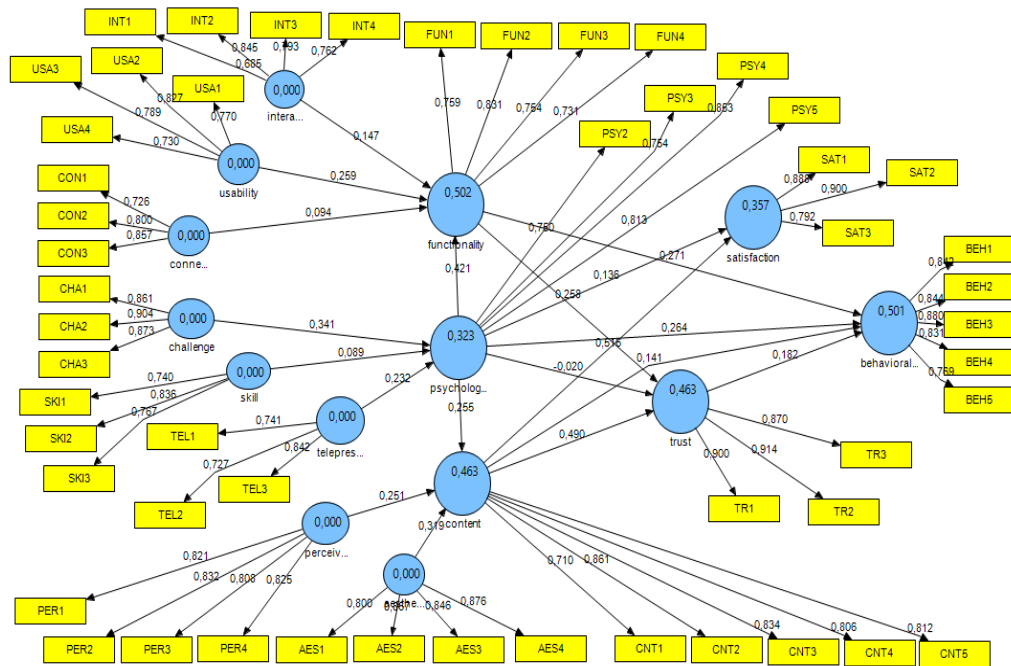 INT1
INT2
INT3
INT4
0,685
0,845
0,793
0,762
0,000
intera...
USA3
USA2
USA1
USA4
0,789
0,827
0,770
0,730
0,000
usability
CON1
CON2
CON3
0,726
0,800
0,857
0,000
conne...
CHA1
CHA2
CHA3
0,861
0,904
0,873
0,000
challenge
SKI1
SKI2
SKI3
0,740
0,836
0,767
0,000
skill
TEL1
TEL2
TEL3
0,741
0,727
0,842
0,000
telepres...
PER1
PER2
PER3
PER4
0,821
0,832
0,808
0,825
0,000
perceiv...
AES1
AES2
AES3
AES4
0,800
0,846
0,876
0,000
FUN1
FUN2
FUN3
FUN4
0,759
0,831
0,754
0,731
0,502
functionality
0,147
0,259
0,094
0,421
PSY2
PSY3
PSY4
PSY5
0,754
0,853
0,813
0,323
psycholog...
0,341
0,089
0,232
0,255
0,251
0,319
0,463
content
CNT1
CNT2
CNT3
CNT4
CNT5
0,710
0,861
0,834
0,806
0,812
SAT1
SAT2
SAT3
0,888
0,900
0,792
0,357
satisfaction
0,136
0,271
0,258
0,264
0,141
-0,020
0,490
0,182
0,463
trust
TR1
TR2
TR3
0,900
0,914
0,870
BEH1
BEH2
BEH3
BEH4
BEH5
0,842
0,844
0,880
0,831
0,769
0,501
behavioral...